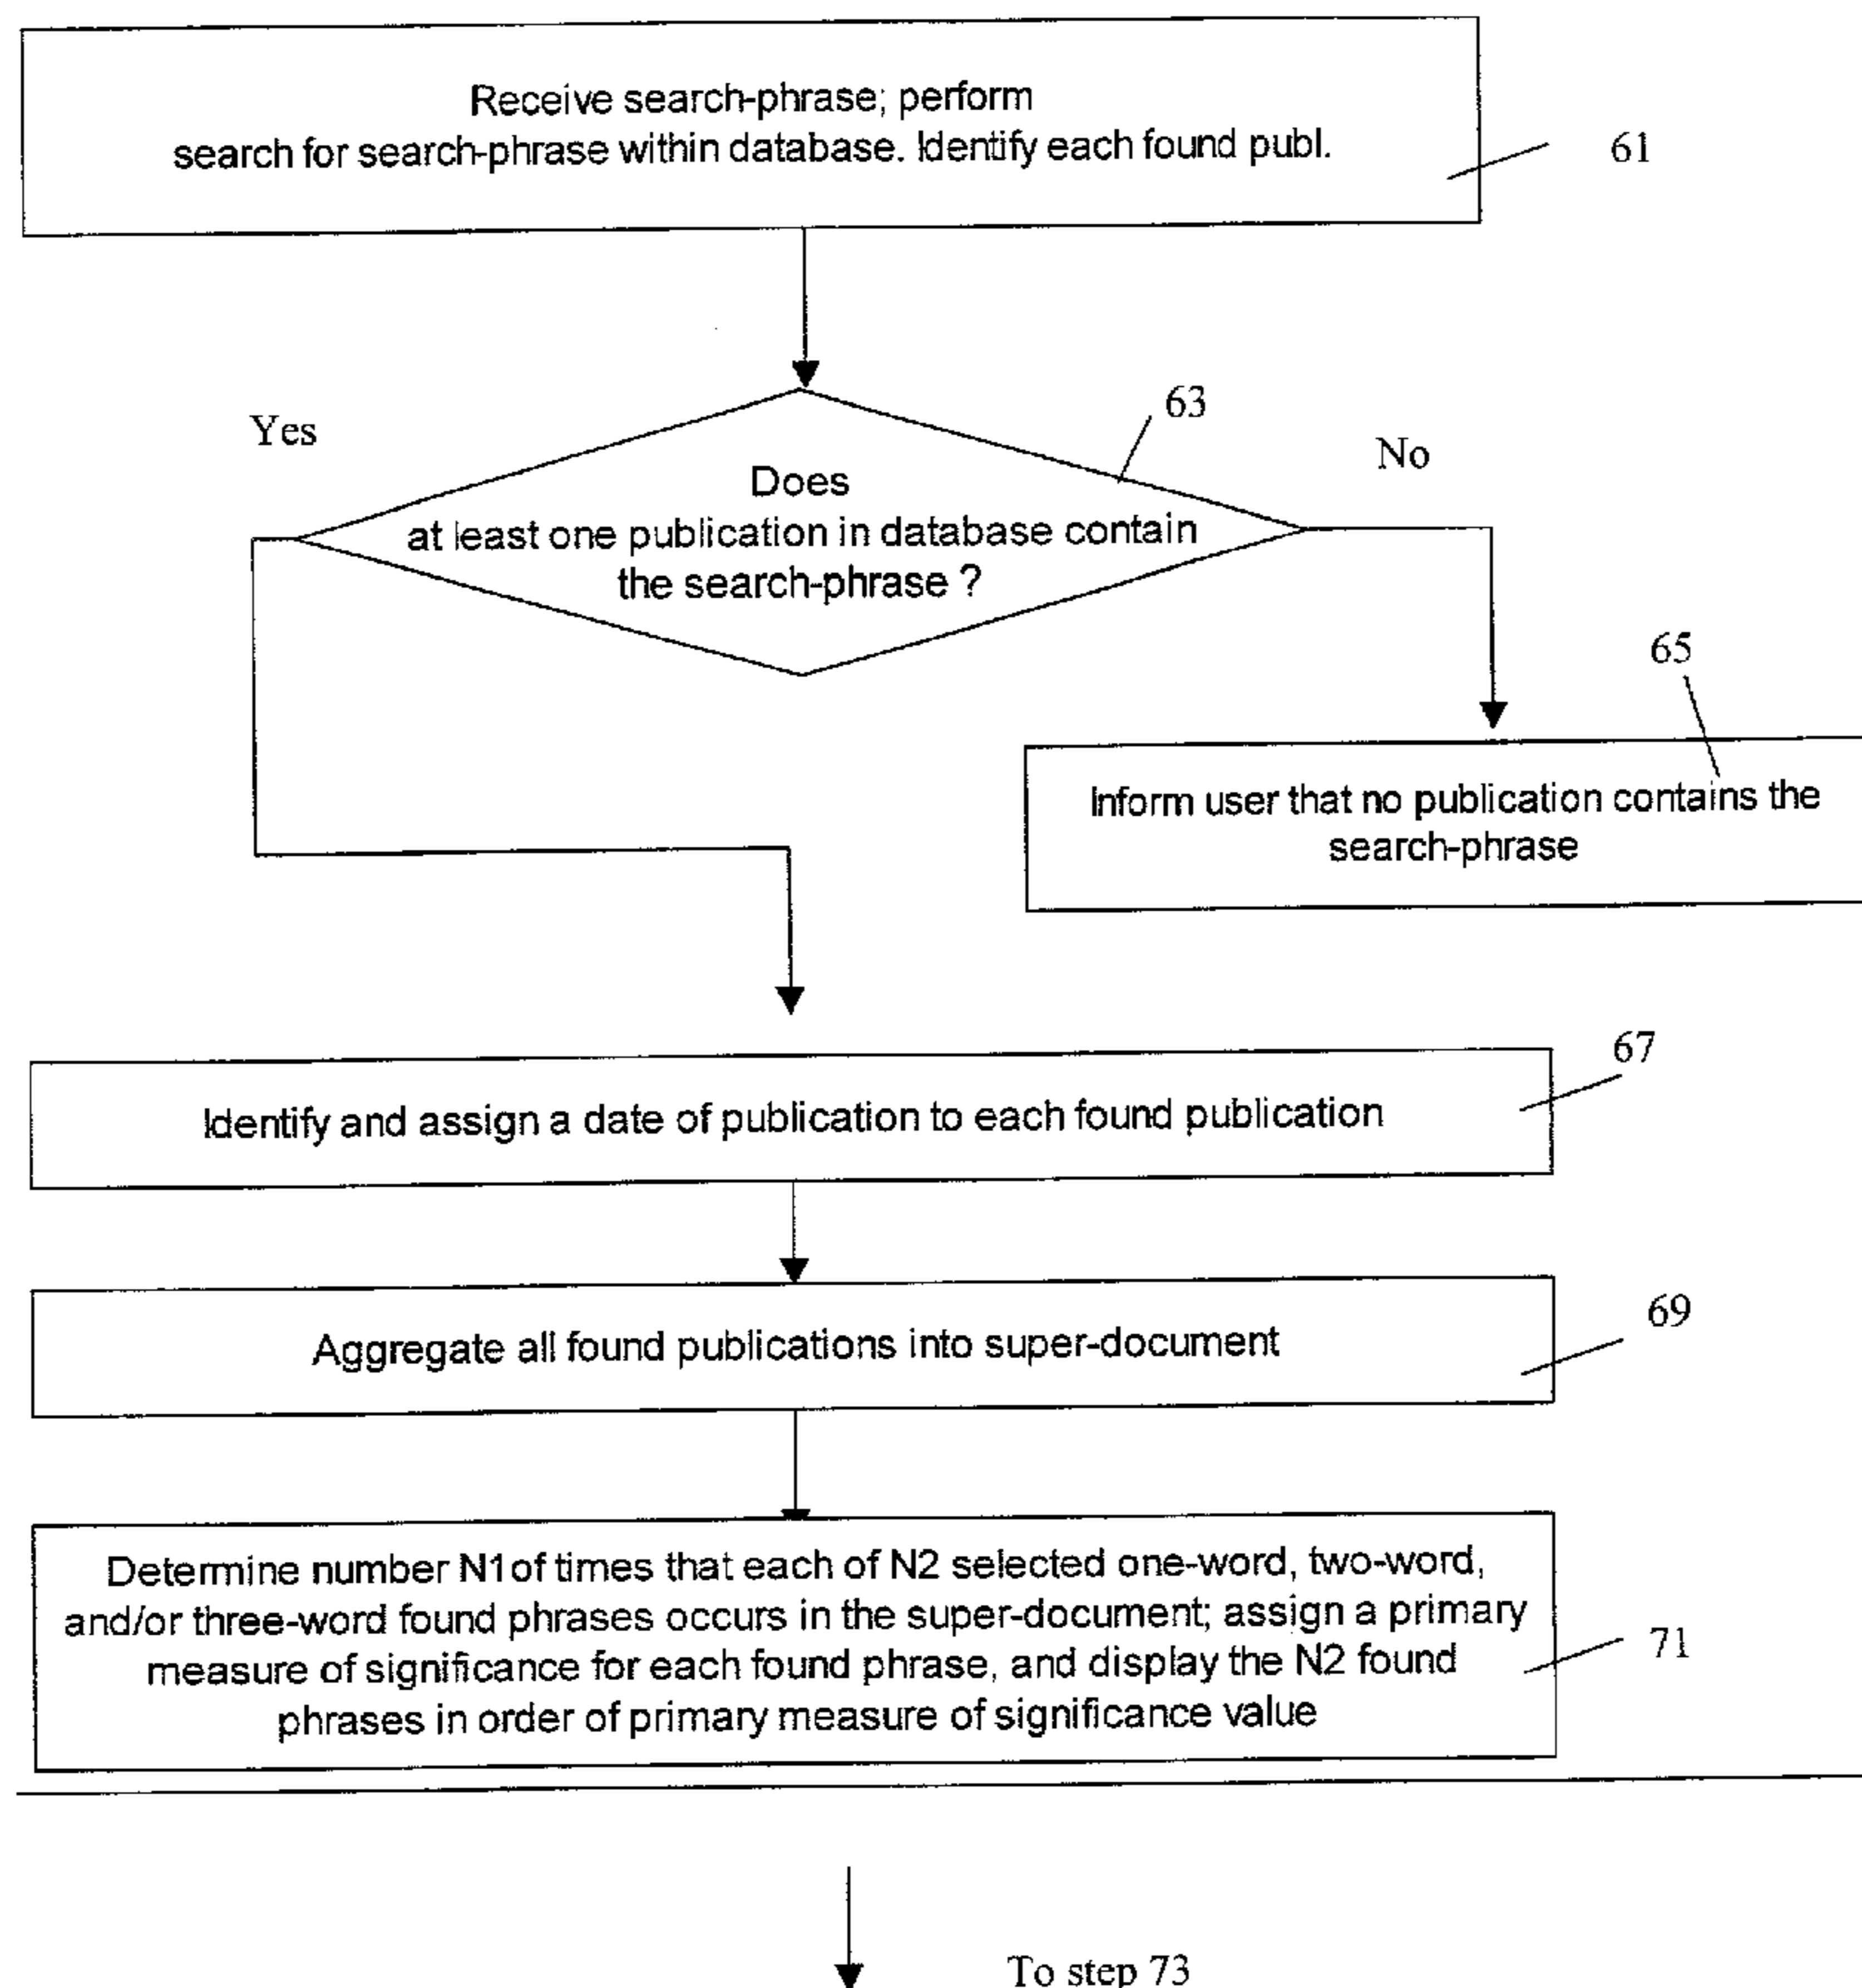 Receive search-phrase; perform
search for search-phrase within database. Identify each found publ.
61
63
Yes
No
Does
at least one publication in database contain
the search-phrase ?
65
Inform user that no publication contains the
search-phrase
67
Identify and assign a date of publication to each found publication
69
Aggregate all found publications into super-document
Determine number N1of times that each of N2 selected one-word, two-word,
and/or three-word found phrases occurs in the super-document; assign a primary
measure of significance for each found phrase, and display the N2 found
phrases in order of primary measure of significance value
71
To step 73